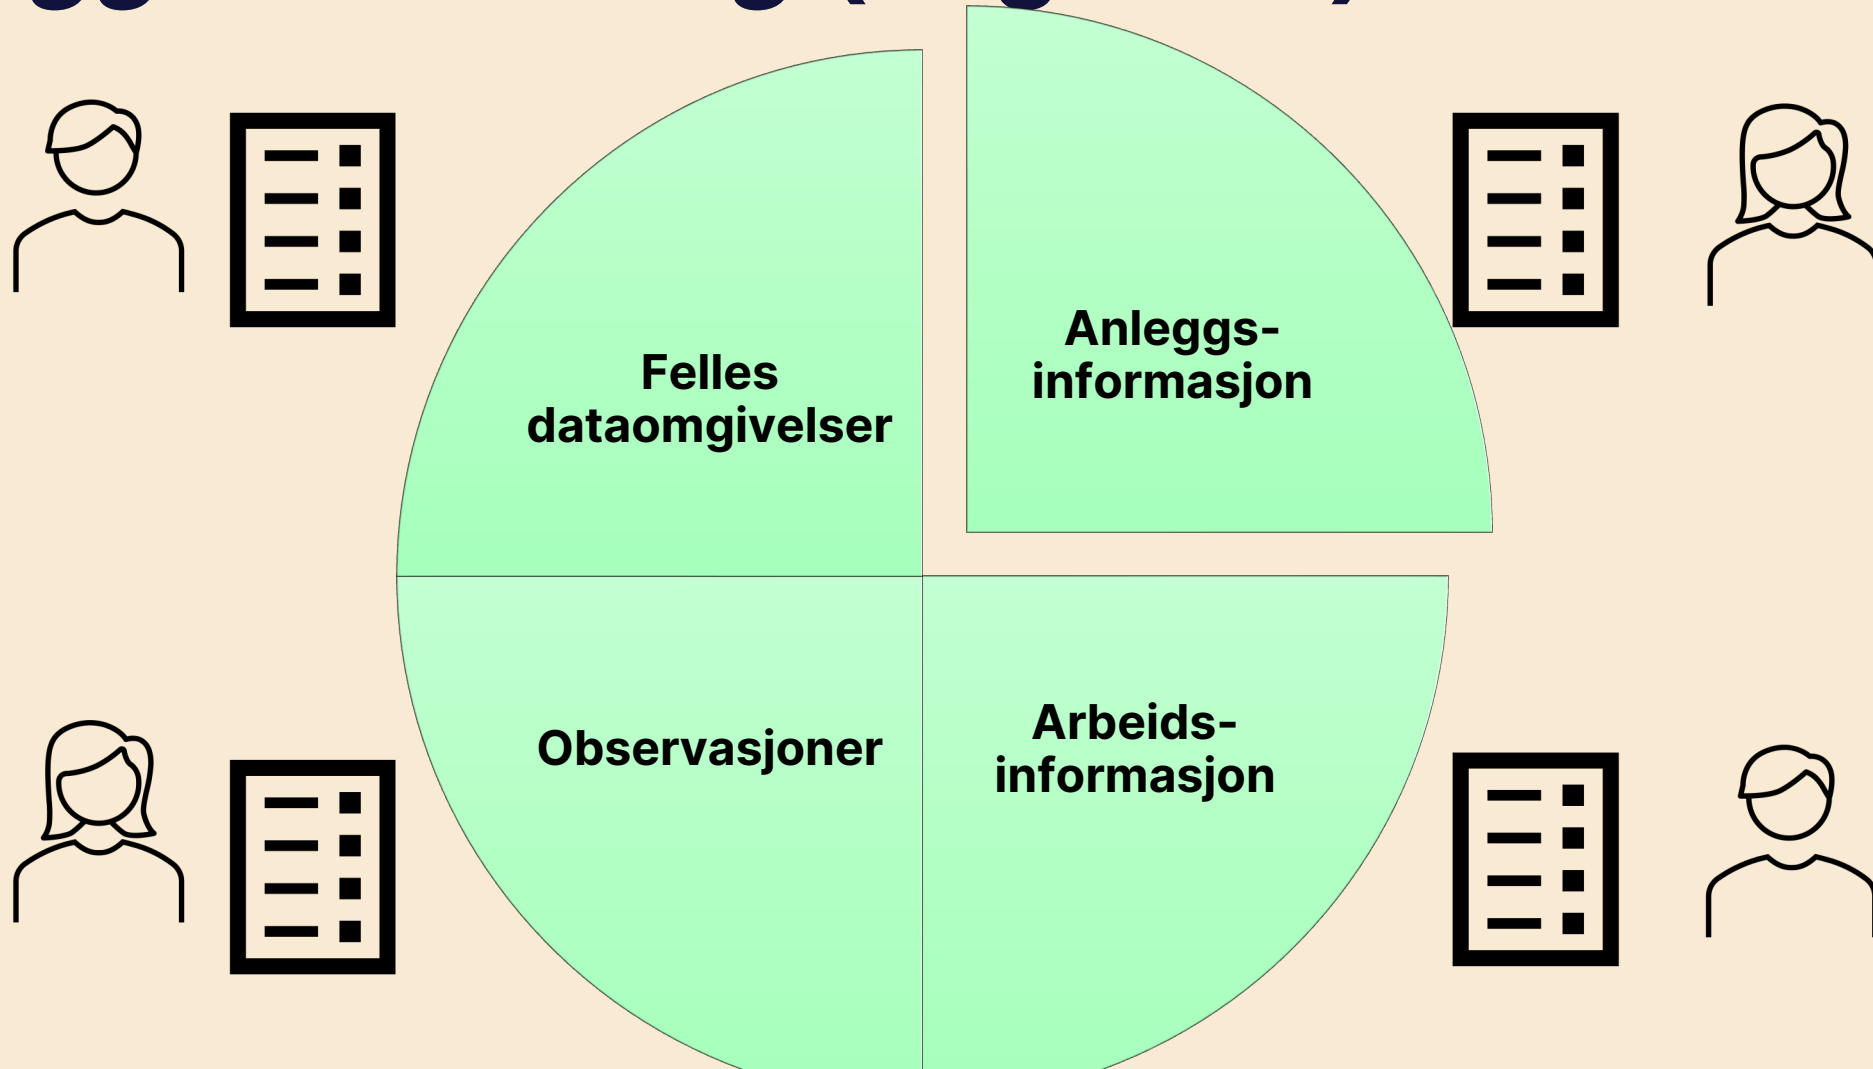 Felles
dataomgivelser
Anleggs-
informasjon
Observasjoner
Arbeids-
informasjon